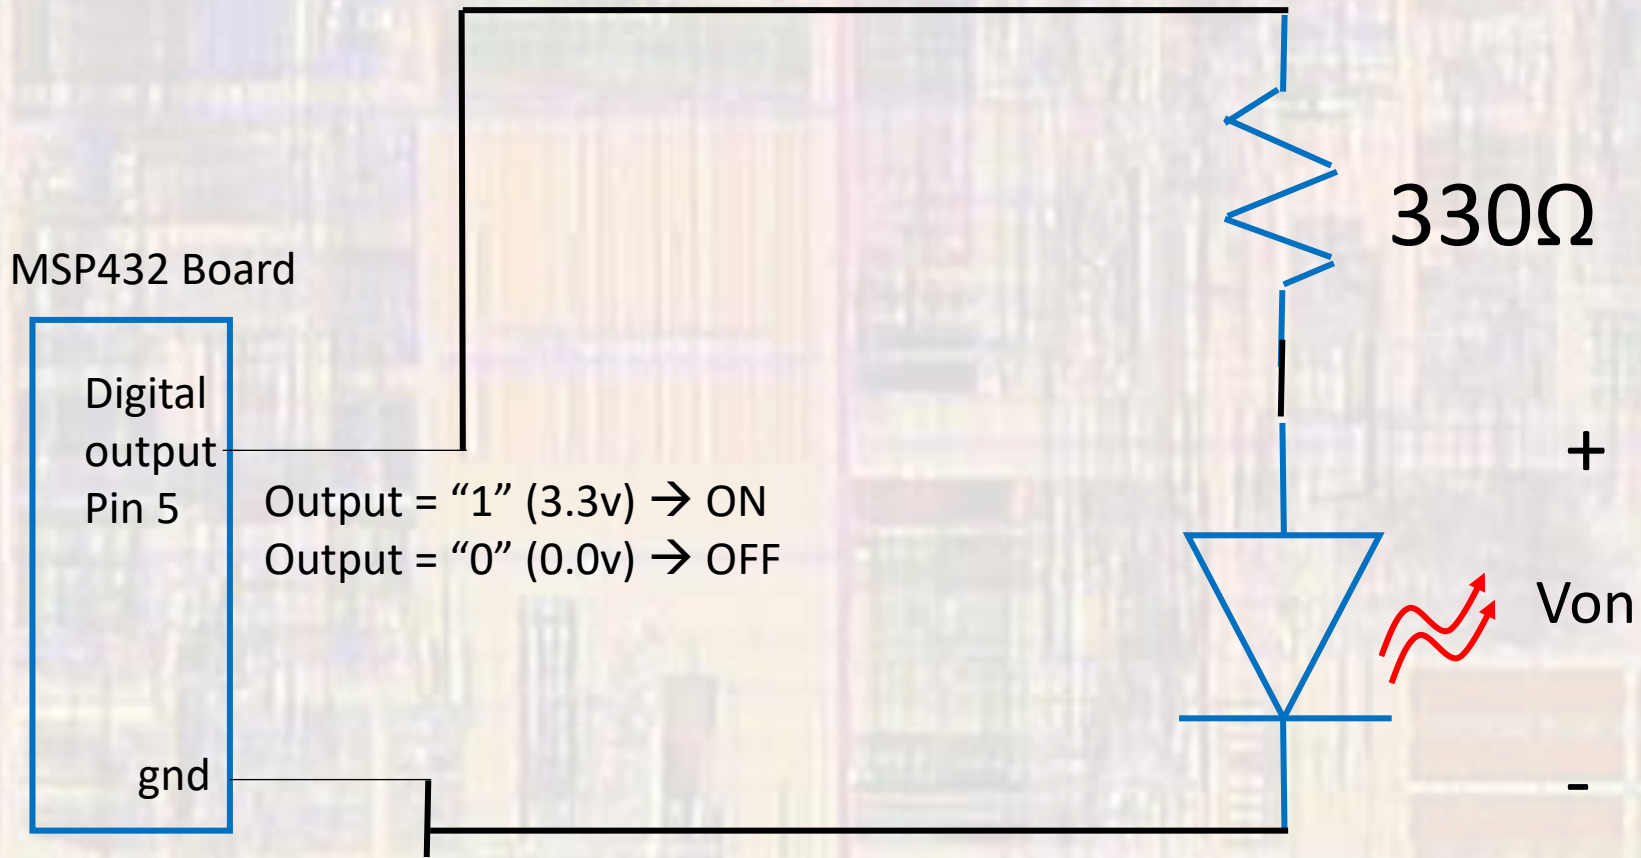 330Ω
MSP432 Board
Digital
output
Pin 5
Output = “1” (3.3v) → ON
Output = “0” (0.0v) → OFF
+
Von
-
gnd